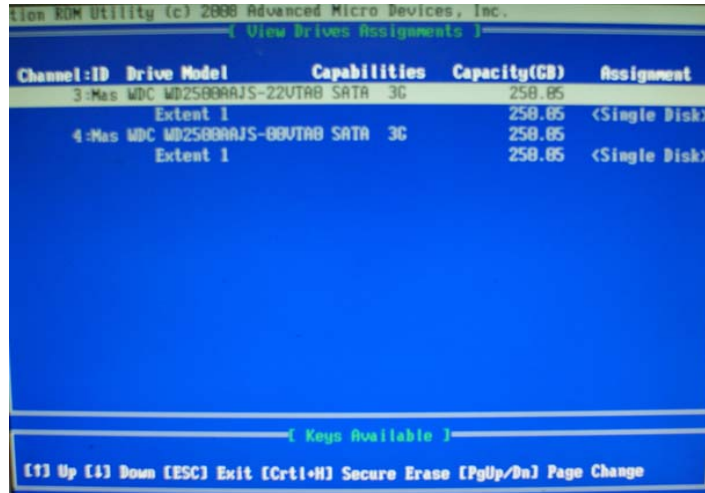 tion ROM Utility (c) 2008 Advanced Micro Devices, Inc.
[ View Drives Assignments ]
Channel:ID Drive Model Capabilities Capacity(GB) Assignment
3:Mas WDC WD2500AAJS-22VTA0 SATA 3G 250.05
Extent 1 250.05 <Single Disk>
4:Mas WDC WD2500AAJS-00VTA0 SATA 3G 250.05
Extent 1 250.05 <Single Disk>
[ Keys Available ]
[↑] Up [↓] Down [ESC] Exit [Crtl+H] Secure Erase [PgUp/Dn] Page Change